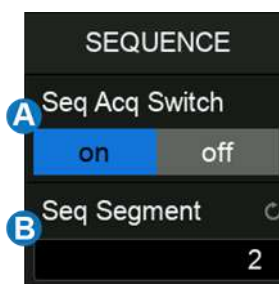 SEQUENCE
A Seq Acq Switch
on off
B Seq Segment
2